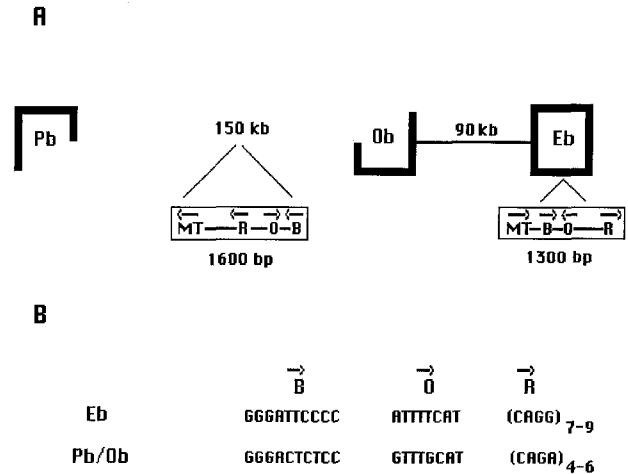 A
Pb
150 kb
Ob
90 kb
Eb
MT R O B
MT B O R
1600 bp
1300 bp
B
B O R
Eb GGGATTCCCC ATTTTCAT (CAGG) 7-9
Pb/Ob GGGACTCTCC GTTTGCAT (CAGA) 4-6